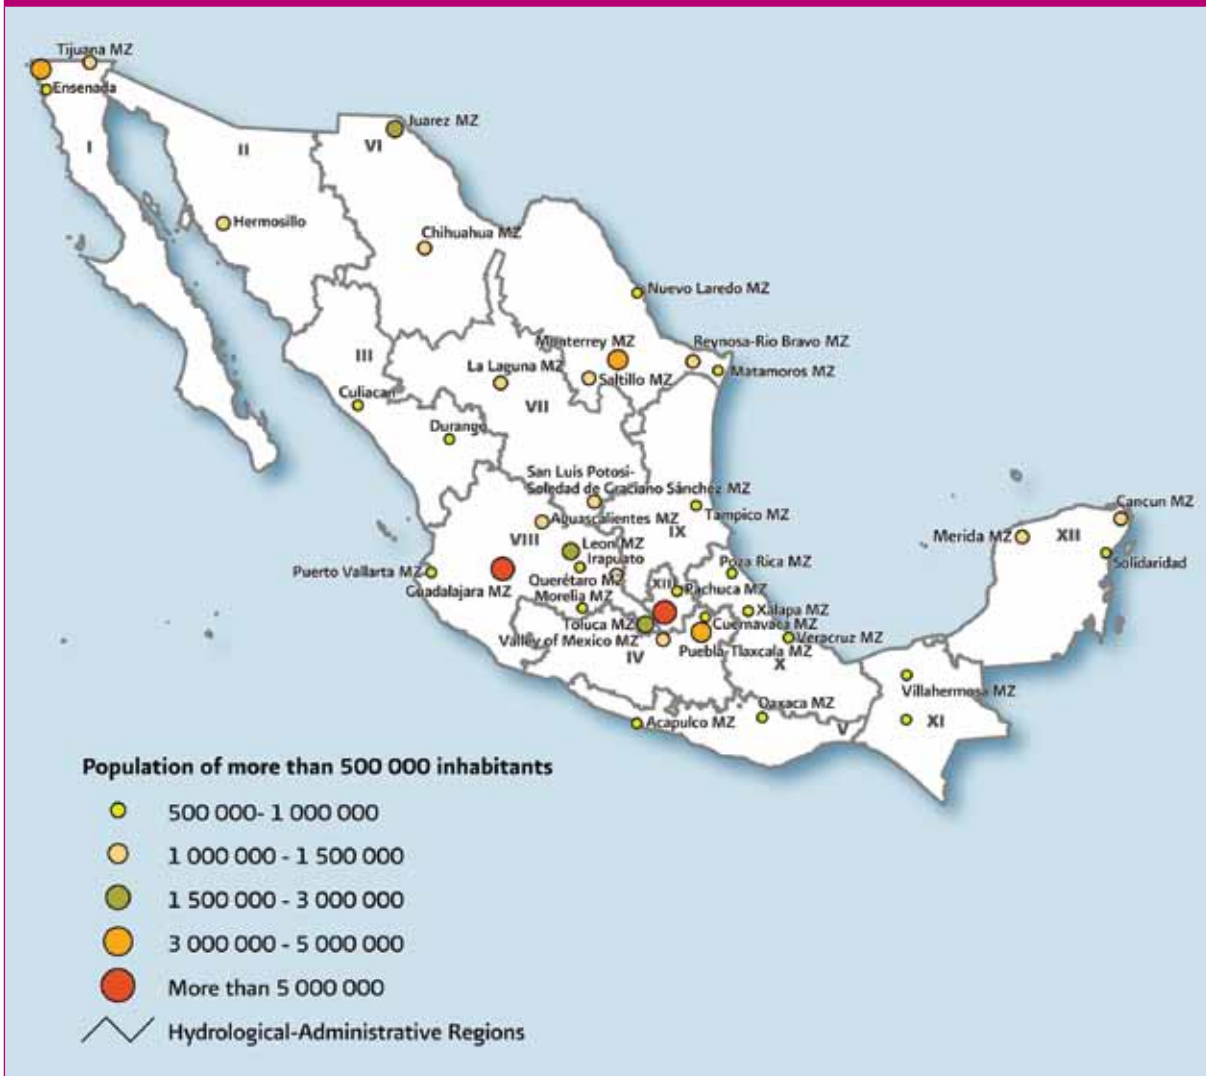 Tijuana MZ
Ensenada
I
II
VI
Juarez MZ
Hermosillo
Chihuahua MZ
Nuevo Laredo MZ
Monterrey MZ
Reynosa-Rio Bravo MZ
III
La Laguna MZ
Saltillo MZ
Matamoros MZ
Culiacan
VII
Durango
San Luis Potosi-
Soledad de Graciano Sánchez MZ
Tampico MZ
Aguascalientes MZ
IX
VIII
Leon MZ
Irapuato
Cancun MZ
Merida MZ
XII
Solidaridad
Puerto Vallarta MZ
Guadalajara MZ
Querétaro MZ
XIII
Poza Rica MZ
Pachuca MZ
Morelia MZ
Xalapa MZ
Toluca MZ
Cuernavaca MZ
Valley of Mexico MZ
Veracruz MZ
Puebla-Tlaxcala MZ
IV
X
Villahermosa MZ
Oaxaca MZ
Acapulco MZ
V
XI
Population of more than 500 000 inhabitants
500 000- 1 000 000
1 000 000 - 1 500 000
1 500 000 - 3 000 000
3 000 000 - 5 000 000
More than 5 000 000
Hydrological-Administrative Regions